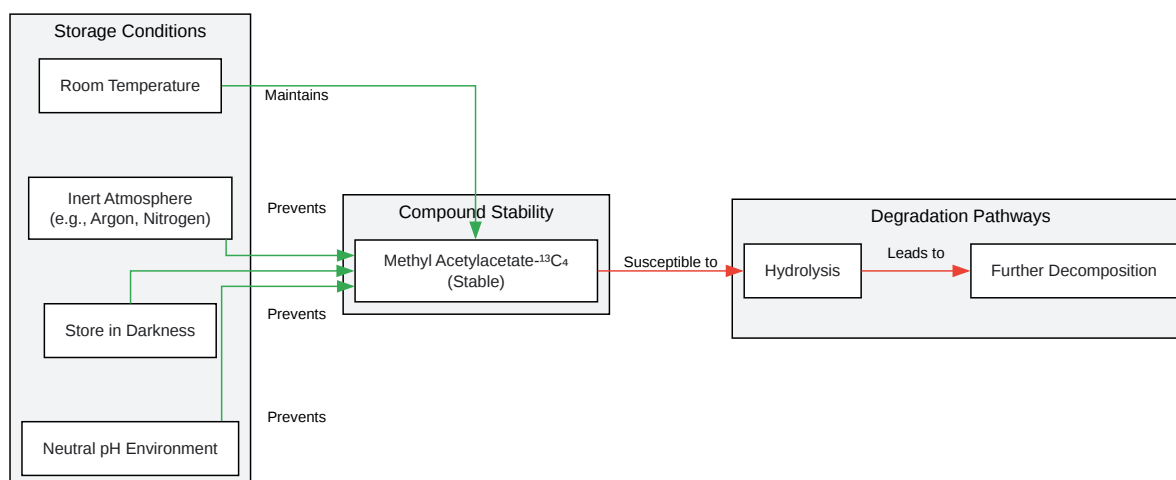 Storage Conditions
Room Temperature
Maintains
Inert Atmosphere
(e.g., Argon, Nitrogen)
Prevents
Store in Darkness
Prevents
Neutral pH Environment
Prevents
Compound Stability
Methyl Acetylacetate-¹³C₄
(Stable)
Susceptible to
Degradation Pathways
Hydrolysis
Leads to
Further Decomposition